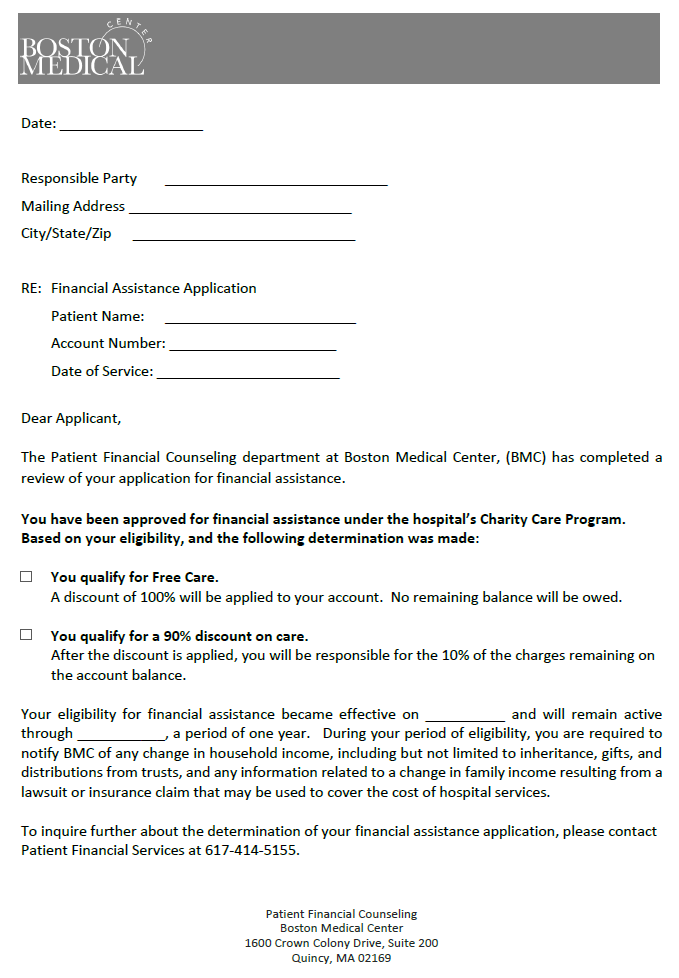 CENTER
BOSTON
MEDICAL
Date: ___________________
Responsible Party ______________________________
Mailing Address ______________________________
City/State/Zip ______________________________
RE: Financial Assistance Application
Patient Name: __________________________
Account Number: ______________________
Date of Service: ________________________
Dear Applicant,
The Patient Financial Counseling department at Boston Medical Center, (BMC) has completed a
review of your application for financial assistance.
You have been approved for financial assistance under the hospital’s Charity Care Program.
Based on your eligibility, and the following determination was made:
☐ You qualify for Free Care.
A discount of 100% will be applied to your account. No remaining balance will be owed.
☐ You qualify for a 90% discount on care.
After the discount is applied, you will be responsible for the 10% of the charges remaining on
the account balance.
Your eligibility for financial assistance became effective on __________ and will remain active
through ___________, a period of one year. During your period of eligibility, you are required to
notify BMC of any change in household income, including but not limited to inheritance, gifts, and
distributions from trusts, and any information related to a change in family income resulting from a
lawsuit or insurance claim that may be used to cover the cost of hospital services.
To inquire further about the determination of your financial assistance application, please contact
Patient Financial Services at 617-414-5155.
Patient Financial Counseling
Boston Medical Center
1600 Crown Colony Drive, Suite 200
Quincy, MA 02169